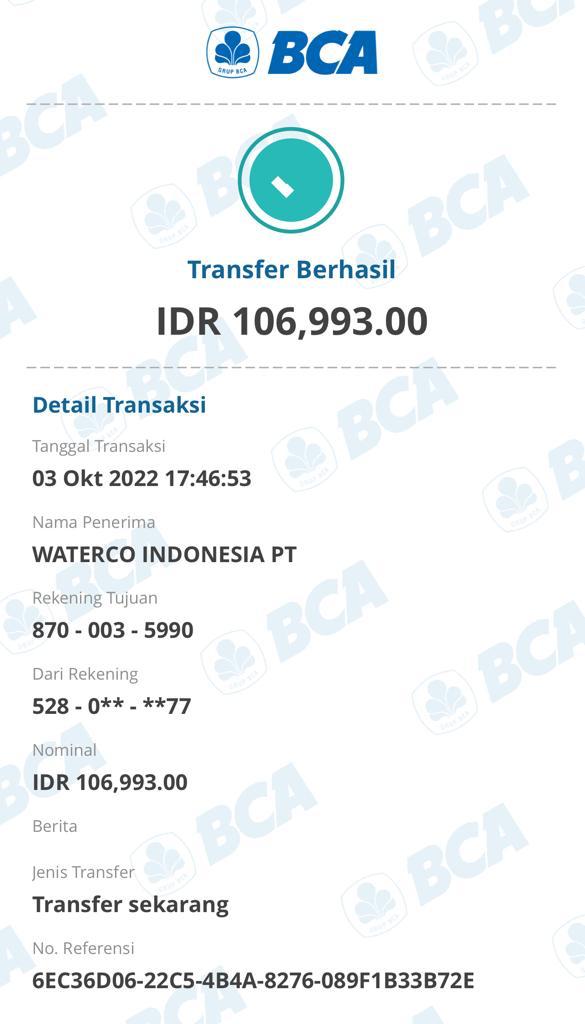 GRUP BCA
BCA
Transfer Berhasil
IDR 106,993.00
Detail Transaksi
Tanggal Transaksi
03 Okt 2022 17:46:53
Nama Penerima
WATERCO INDONESIA PT
Rekening Tujuan
870 - 003 - 5990
Dari Rekening
528 - 0** - **77
Nominal
IDR 106,993.00
Berita
Jenis Transfer
Transfer sekarang
No. Referensi
6EC36D06-22C5-4B4A-8276-089F1B33B72E